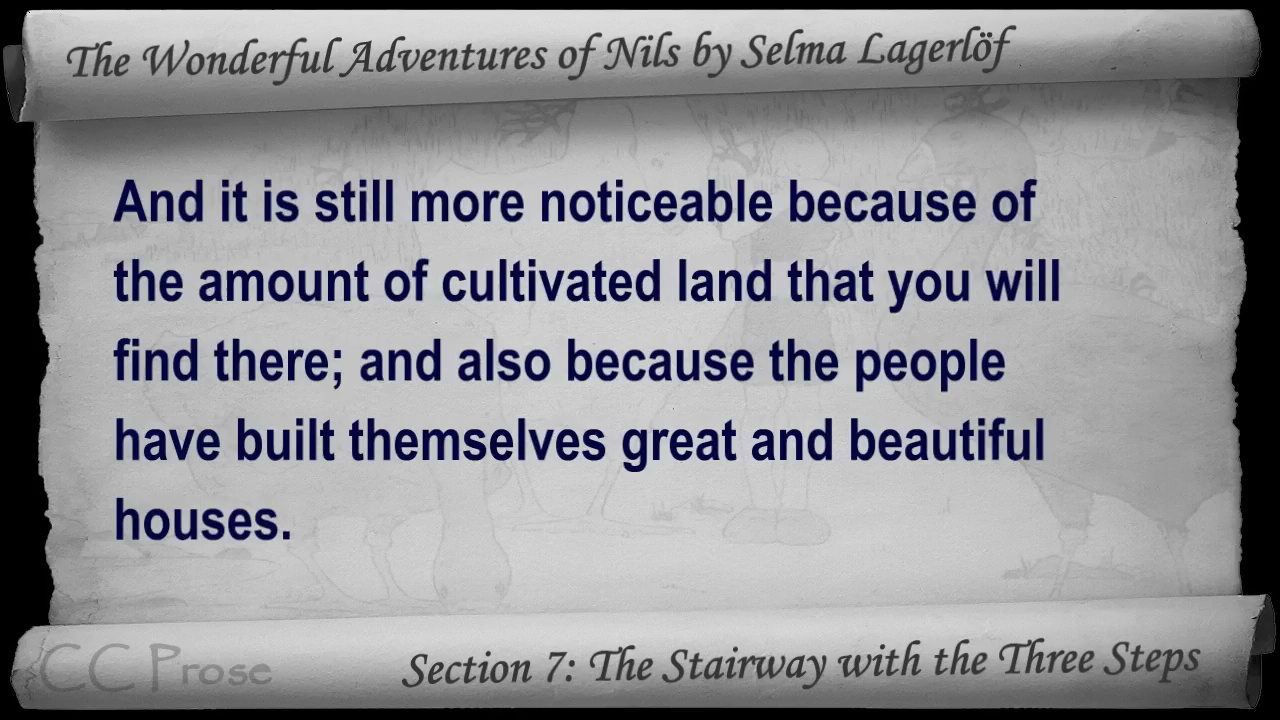 The Wonderful Adventures of Nils by Selma Lagerlöf
And it is still more noticeable because of
the amount of cultivated land that you will
find there; and also because the people
have built themselves great and beautiful
houses.
CC Prose
Section 7: The Stairway with the Three Steps